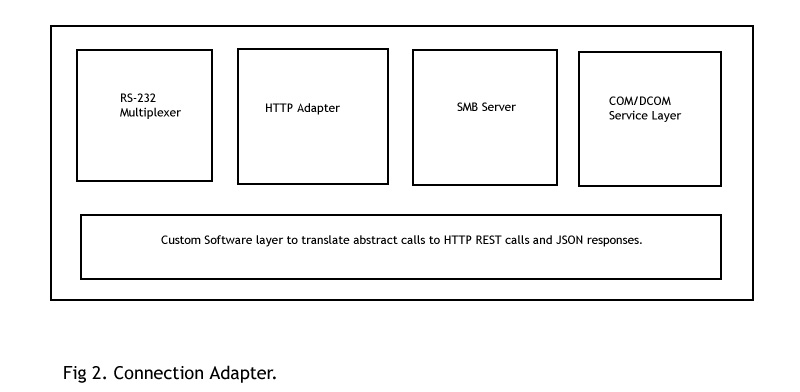 RS-232
Multiplexer
HTTP Adapter
SMB Server
COM/DCOM
Service Layer
Custom Software layer to translate abstract calls to HTTP REST calls and JSON responses.
Fig 2. Connection Adapter.